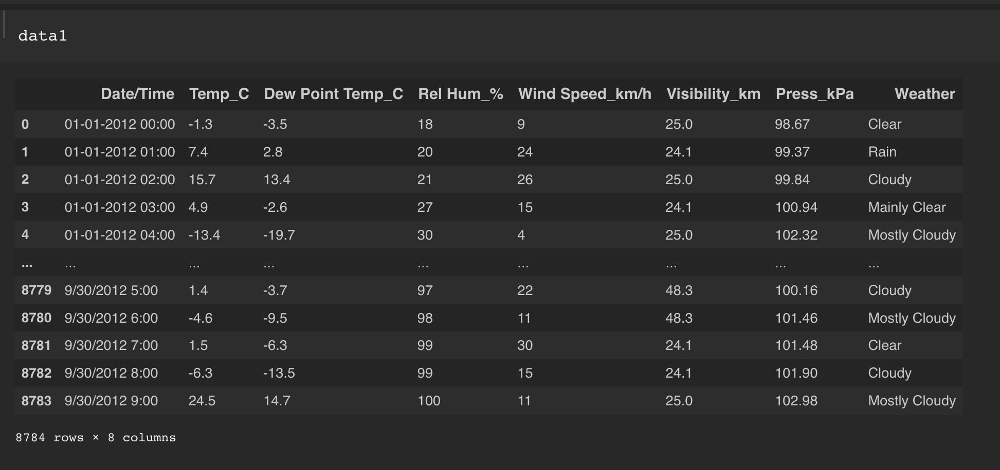 data1
Date/Time Temp_C Dew Point Temp_C Rel Hum_% Wind Speed_km/h Visibility_km Press_kPa Weather
0 01-01-2012 00:00 -1.3 -3.5 18 9 25.0 98.67 Clear
1 01-01-2012 01:00 7.4 2.8 20 24 24.1 99.37 Rain
2 01-01-2012 02:00 15.7 13.4 21 26 25.0 99.84 Cloudy
3 01-01-2012 03:00 4.9 -2.6 27 15 24.1 100.94 Mainly Clear
4 01-01-2012 04:00 -13.4 -19.7 30 4 25.0 102.32 Mostly Cloudy
... ... ... ... ... ... ... ... ...
8779 9/30/2012 5:00 1.4 -3.7 97 22 48.3 100.16 Cloudy
8780 9/30/2012 6:00 -4.6 -9.5 98 11 48.3 101.46 Mostly Cloudy
8781 9/30/2012 7:00 1.5 -6.3 99 30 24.1 101.48 Clear
8782 9/30/2012 8:00 -6.3 -13.5 99 15 24.1 101.90 Cloudy
8783 9/30/2012 9:00 24.5 14.7 100 11 25.0 102.98 Mostly Cloudy
8784 rows × 8 columns